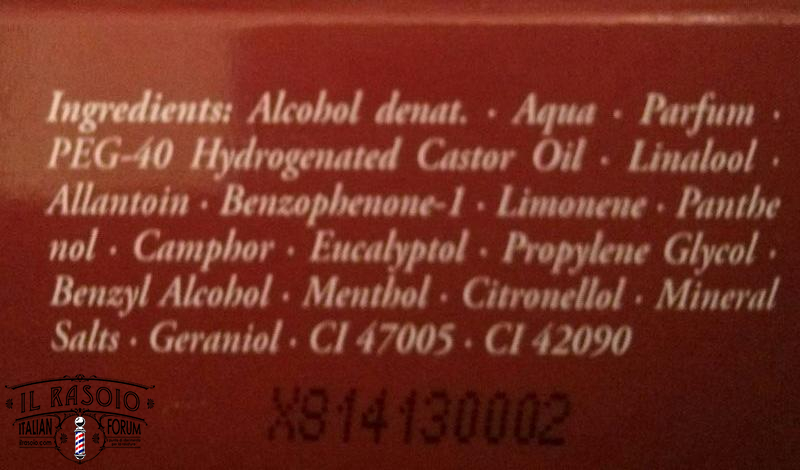 Ingredients: Alcohol denat. · Aqua · Parfum ·
PEG-40 Hydrogenated Castor Oil · Linalool ·
Allantoin · Benzophenone-1 · Limonene · Panthe
nol · Camphor · Eucalyptol · Propylene Glycol ·
Benzyl Alcohol · Menthol · Citronellol · Mineral
Salts · Geraniol · CI 47005 · CI 42090
X814130002
IL RASOIO
ITALIAN FORUM